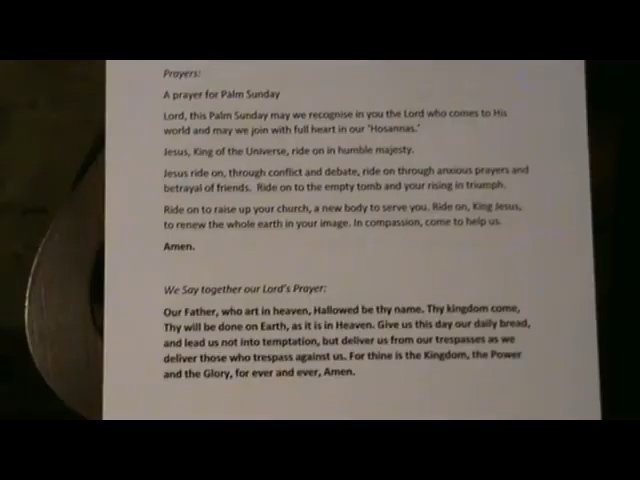 Prayers:
A prayer for Palm Sunday
Lord, this Palm Sunday may we recognise in you the Lord who comes to His
world and may we join with full heart in our 'Hosannas.'
Jesus, King of the Universe, ride on in humble majesty.
Jesus ride on, through conflict and debate, ride on through anxious prayers and
betrayal of friends. Ride on to the empty tomb and your rising in triumph.
Ride on to raise up your church, a new body to serve you. Ride on, King Jesus,
to renew the whole earth in your image. In compassion, come to help us.
Amen.
We Say together our Lord's Prayer:
Our Father, who art in heaven, Hallowed be thy name. Thy kingdom come,
Thy will be done on Earth, as it is in Heaven. Give us this day our daily bread,
and lead us not into temptation, but deliver us from our trespasses as we
deliver those who trespass against us. For thine is the Kingdom, the Power
and the Glory, for ever and ever, Amen.